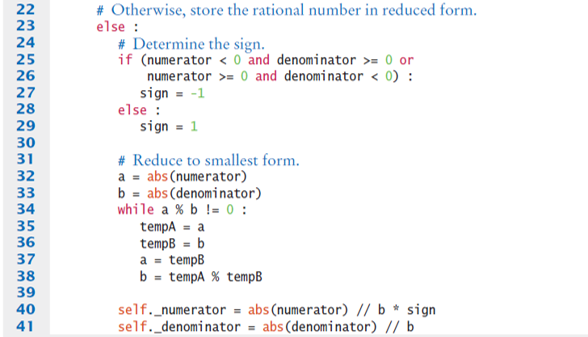 22 # Otherwise, store the rational number in reduced form.
23 else :
24 # Determine the sign.
25 if (numerator < 0 and denominator >= 0 or
26 numerator >= 0 and denominator < 0) :
27 sign = -1
28 else :
29 sign = 1
30
31 # Reduce to smallest form.
32 a = abs(numerator)
33 b = abs(denominator)
34 while a % b != 0 :
35 tempA = a
36 tempB = b
37 a = tempB
38 b = tempA % tempB
39
40 self._numerator = abs(numerator) // b * sign
41 self._denominator = abs(denominator) // b